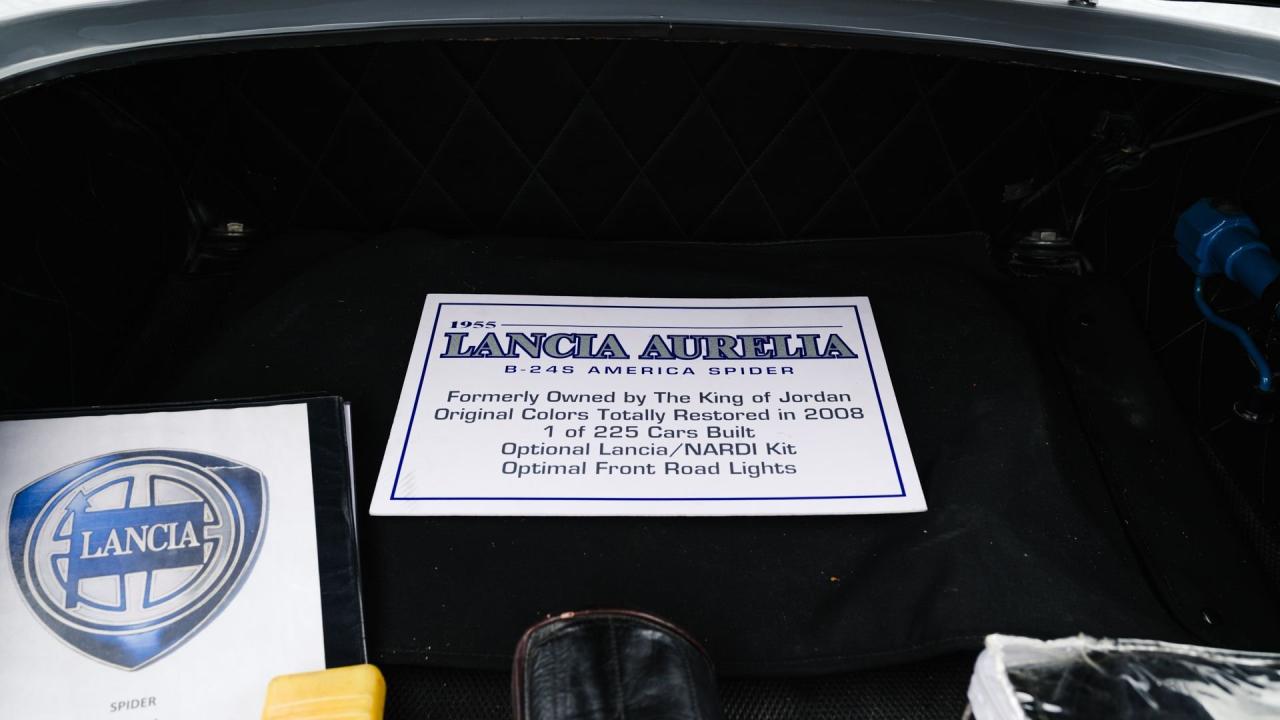 1955
LANCIA AURELIA
B-24S AMERICA SPIDER
Formerly Owned by The King of Jordan
Original Colors Totally Restored in 2008
1 of 225 Cars Built
Optional Lancia/NARDI Kit
Optimal Front Road Lights
LANCIA
SPIDER